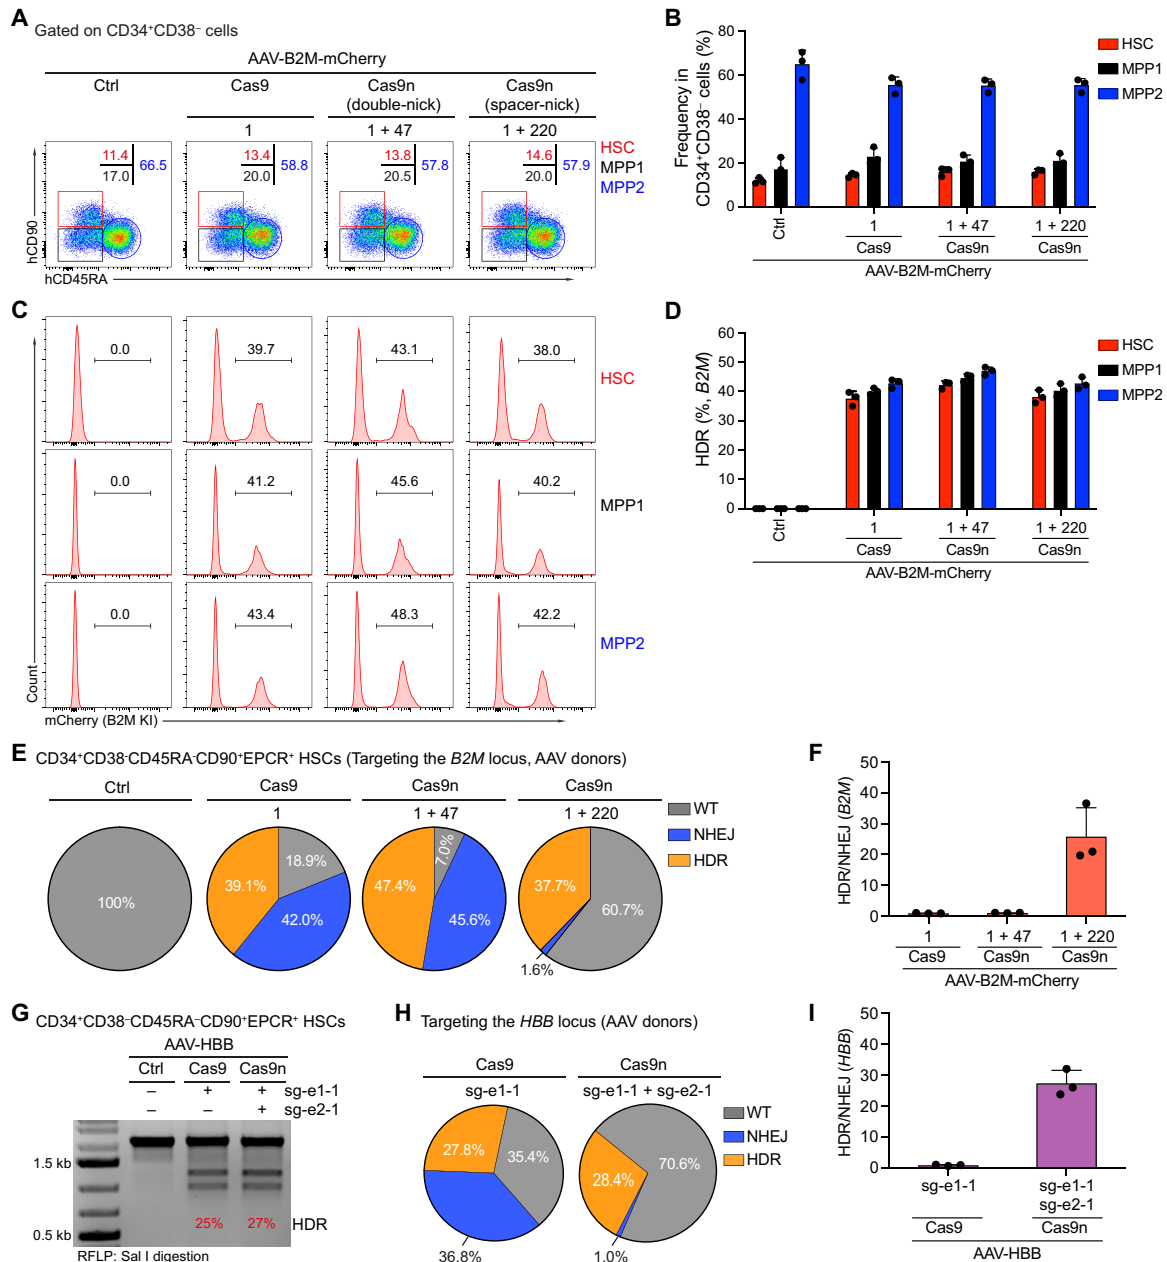 A
Gated on CD34⁺CD38⁻ cells
AAV-B2M-mCherry
Ctrl
Cas9
Cas9n
(double-nick)
Cas9n
(spacer-nick)
1
1 + 47
1 + 220
11.4
17.0
66.5
13.4
20.0
58.8
13.8
20.5
57.8
14.6
20.0
57.9
HSC
MPP1
MPP2
hCD90
hCD45RA
B
Frequency in
CD34⁺CD38⁻ cells (%)
80
60
40
20
0
HSC
MPP1
MPP2
Ctrl
1
1 + 47
1 + 220
Cas9
Cas9n
Cas9n
AAV-B2M-mCherry
C
0.0
39.7
43.1
38.0
HSC
0.0
41.2
45.6
40.2
MPP1
0.0
43.4
48.3
42.2
MPP2
Count
mCherry (B2M KI)
D
HDR (%, B2M)
60
50
40
30
20
10
0
HSC
MPP1
MPP2
Ctrl
1
1 + 47
1 + 220
Cas9
Cas9n
Cas9n
AAV-B2M-mCherry
E
CD34⁺CD38⁻CD45RA⁻CD90⁺EPCR⁺ HSCs (Targeting the B2M locus, AAV donors)
Ctrl
Cas9
Cas9n
Cas9n
1
1 + 47
1 + 220
WT
NHEJ
HDR
100%
18.9%
39.1%
42.0%
7.0%
47.4%
45.6%
37.7%
60.7%
1.6%
F
HDR/NHEJ (B2M)
50
40
30
20
10
0
1
1 + 47
1 + 220
Cas9
Cas9n
Cas9n
AAV-B2M-mCherry
G
CD34⁺CD38⁻CD45RA⁻CD90⁺EPCR⁺ HSCs
AAV-HBB
Ctrl
Cas9
Cas9n
– + + sg-e1-1
– – + sg-e2-1
1.5 kb
0.5 kb
25%
27%
HDR
RFLP: Sal I digestion
H
Targeting the HBB locus (AAV donors)
Cas9
Cas9n
sg-e1-1
sg-e1-1 + sg-e2-1
WT
NHEJ
HDR
27.8%
35.4%
36.8%
70.6%
28.4%
1.0%
I
HDR/NHEJ (HBB)
50
40
30
20
10
0
sg-e1-1
sg-e1-1
sg-e2-1
Cas9
Cas9n
AAV-HBB